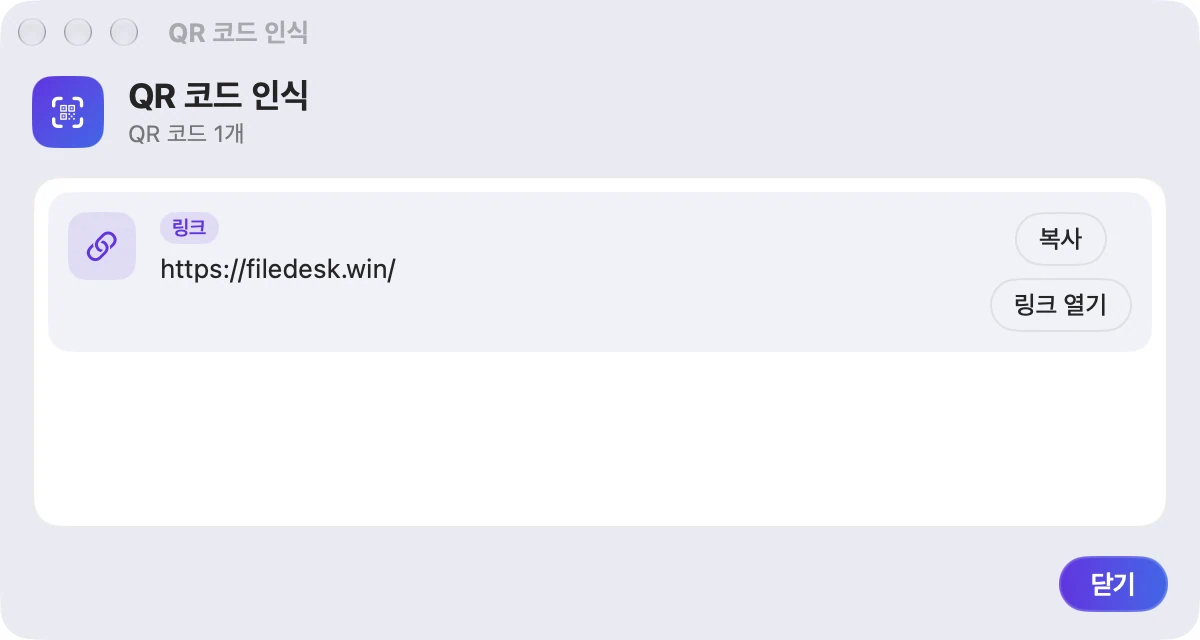 QR 코드 인식
QR 코드 인식
QR 코드 1개
링크
https://filedesk.win/
복사
링크 열기
닫기